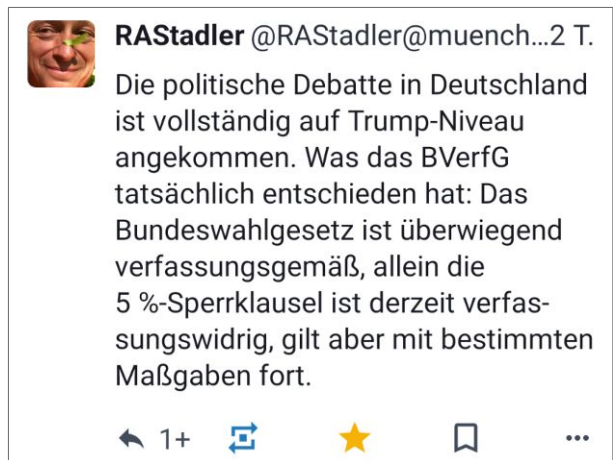 RAStadler @RAStadler@muench...2 T.
Die politische Debatte in Deutschland
ist vollständig auf Trump-Niveau
angekommen. Was das BVerfG
tatsächlich entschieden hat: Das
Bundeswahlgesetz ist überwiegend
verfassungsgemäß, allein die
5 %-Sperrklausel ist derzeit verfas-
sungswidrig, gilt aber mit bestimmten
Maßgaben fort.
1+